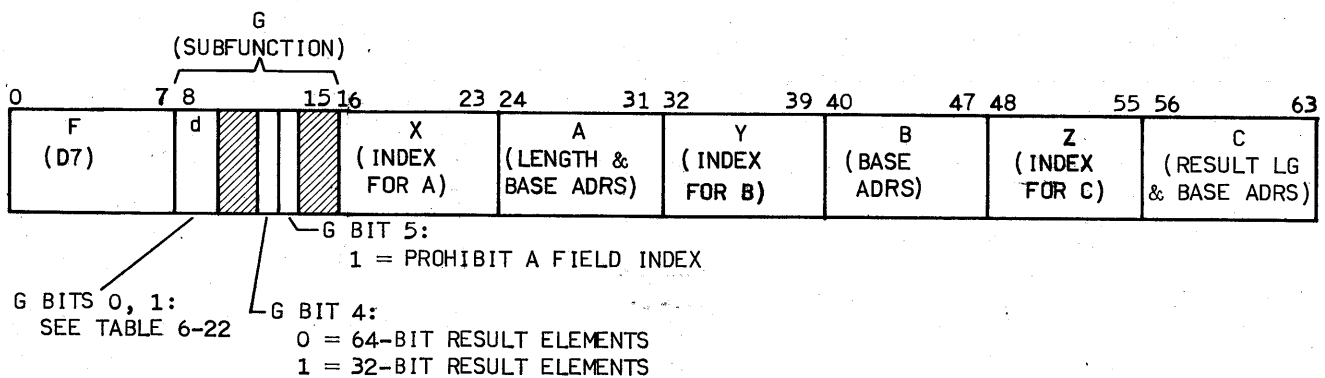 G
(SUBFUNCTION)
0 7 8 15 16 23 24 31 32 39 40 47 48 55 56 63
F d X A Y B Z C
(D7) (INDEX (LENGTH & (INDEX (BASE (INDEX (RESULT LG
FOR A) BASE ADRS) FOR B) ADRS) FOR C) & BASE ADRS)
G BIT 5:
1 = PROHIBIT A FIELD INDEX
G BITS 0, 1:
SEE TABLE 6-22
G BIT 4:
0 = 64-BIT RESULT ELEMENTS
1 = 32-BIT RESULT ELEMENTS